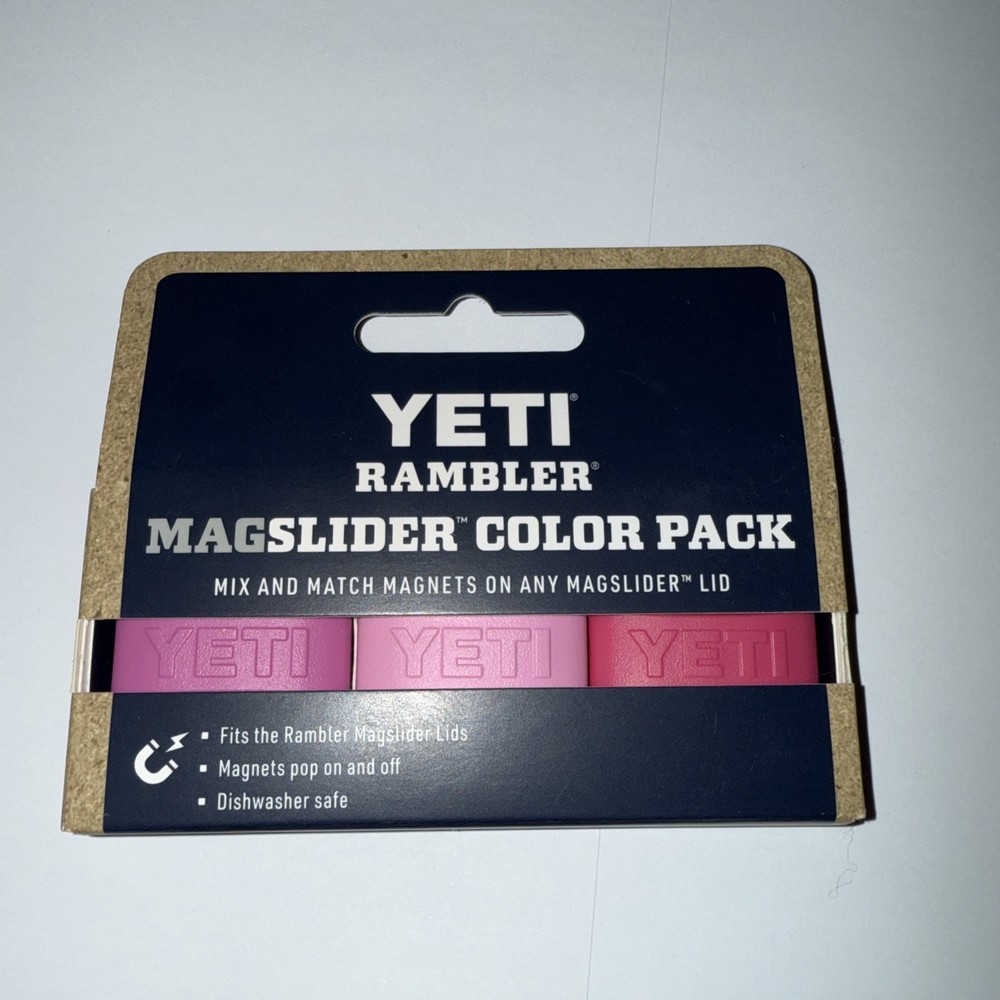 YETI®
RAMBLER®
MAGSLIDER™ COLOR PACK
MIX AND MATCH MAGNETS ON ANY MAGSLIDER™ LID
YETI YETI YETI
▪ Fits the Rambler Magslider Lids
▪ Magnets pop on and off
▪ Dishwasher safe